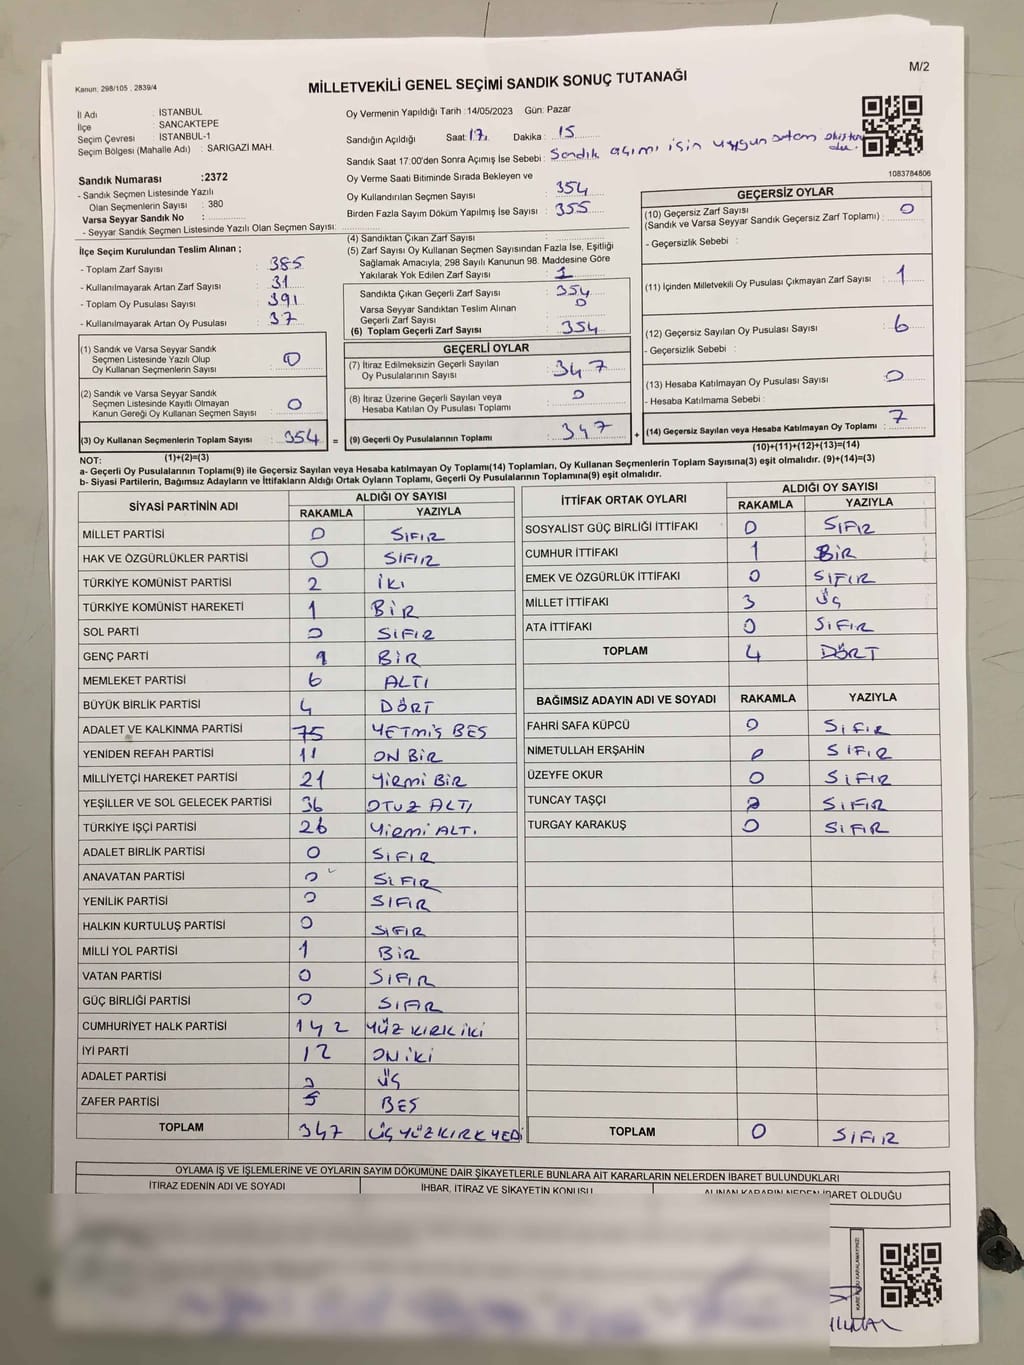 M/2
Kanun, 298/105 , 2839/4
MİLLETVEKİLİ GENEL SEÇİMİ SANDIK SONUÇ TUTANAĞI
İl Adı : İSTANBUL
İlçe : SANCAKTEPE
Seçim Çevresi : İSTANBUL-1
Seçim Bölgesi (Mahalle Adı) : SARIGAZİ MAH.
Oy Vermenin Yapıldığı Tarih : 14/05/2023 Gün: Pazar
Sandığın Açıldığı Saat: 17 Dakika : 15
Sandık Saat 17.00'den Sonra Açımış İse Sebebi : Sandık açımı için uygun ortam
1083784806
Sandık Numarası :2372
- Sandık Seçmen Listesinde Yazılı
Olan Seçmenlerin Sayısı : 380
Varsa Seyyar Sandık No :
- Seyyar Sandık Seçmen Listesinde Yazılı Olan Seçmen Sayısı:
Oy Verme Saati Bitiminde Sırada Bekleyen ve
Oy Kullandırılan Seçmen Sayısı : 354
Birden Fazla Sayım Döküm Yapılmış İse Sayısı : 355
İlçe Seçim Kurulundan Teslim Alınan ;
- Toplam Zarf Sayısı : 385
- Kullanılmayarak Artan Zarf Sayısı : 31
- Toplam Oy Pusulası Sayısı : 391
- Kullanılmayarak Artan Oy Pusulası : 37
(4) Sandıktan Çıkan Zarf Sayısı :
(5) Zarf Sayısı Oy Kullanan Seçmen Sayısından Fazla İse, Eşitliği
Sağlamak Amacıyla, 298 Sayılı Kanunun 98. Maddesine Göre
Yakılarak Yok Edilen Zarf Sayısı : 1
Sandıkta Çıkan Geçerli Zarf Sayısı : 354
Varsa Seyyar Sandıktan Teslim Alınan
Geçerli Zarf Sayısı : 0
(6) Toplam Geçerli Zarf Sayısı : 354
GEÇERSİZ OYLAR
(10) Geçersiz Zarf Sayısı
(Sandık ve Varsa Seyyar Sandık Geçersiz Zarf Toplamı) : 0
- Geçersizlik Sebebi :
(11) İçinden Milletvekili Oy Pusulası Çıkmayan Zarf Sayısı : 1
(12) Geçersiz Sayılan Oy Pusulası Sayısı : 6
- Geçersizlik Sebebi :
(13) Hesaba Katılmayan Oy Pusulası Sayısı : 0
- Hesaba Katılmama Sebebi :
(14) Geçersiz Sayılan veya Hesaba Katılmayan Oy Toplamı : 7
(10)+(11)+(12)+(13)=(14)
(1) Sandık ve Varsa Seyyar Sandık
Seçmen Listesinde Yazılı Olup
Oy Kullanan Seçmenlerin Sayısı : 0
(2) Sandık ve Varsa Seyyar Sandık
Seçmen Listesinde Kayıtlı Olmayan
Kanun Gereği Oy Kullanan Seçmen Sayısı : 0
(3) Oy Kullanan Seçmenlerin Toplam Sayısı : 354 =
(1)+(2)=(3)
GEÇERLİ OYLAR
(7) İtiraz Edilmeksizin Geçerli Sayılan
Oy Pusulalarının Sayısı : 347
(8) İtiraz Üzerine Geçerli Sayılan veya
Hesaba Katılan Oy Pusulası Toplamı : 0
(9) Geçerli Oy Pusulalarının Toplamı : 347 +
NOT:
a- Geçerli Oy Pusulalarının Toplamı(9) ile Geçersiz Sayılan veya Hesaba katılmayan Oy Toplamı(14) Toplamları, Oy Kullanan Seçmenlerin Toplam Sayısına(3) eşit olmalıdır. (9)+(14)=(3)
b- Siyasi Partilerin, Bağımsız Adayların ve İttifakların Aldığı Ortak Oyların Toplamı, Geçerli Oy Pusulalarının Toplamına(9) eşit olmalıdır.
SİYASİ PARTİNİN ADI ALDIĞI OY SAYISI
RAKAMLA YAZIYLA
MİLLET PARTİSİ 0 SIFIR
HAK VE ÖZGÜRLÜKLER PARTİSİ 0 SIFIR
TÜRKİYE KOMÜNİST PARTİSİ 2 İKİ
TÜRKİYE KOMÜNİST HAREKETİ 1 BİR
SOL PARTİ 0 SIFIR
GENÇ PARTİ 1 BİR
MEMLEKET PARTİSİ 6 ALTI
BÜYÜK BİRLİK PARTİSİ 4 DÖRT
ADALET VE KALKINMA PARTİSİ 75 YETMİŞ BEŞ
YENİDEN REFAH PARTİSİ 11 ON BİR
MİLLİYETÇİ HAREKET PARTİSİ 21 YİRMİ BİR
YEŞİLLER VE SOL GELECEK PARTİSİ 36 OTUZ ALTI
TÜRKİYE İŞÇİ PARTİSİ 26 YİRMİ ALTI
ADALET BİRLİK PARTİSİ 0 SIFIR
ANAVATAN PARTİSİ 0 SIFIR
YENİLİK PARTİSİ 0 SIFIR
HALKIN KURTULUŞ PARTİSİ 0 SIFIR
MİLLİ YOL PARTİSİ 1 BİR
VATAN PARTİSİ 0 SIFIR
GÜÇ BİRLİĞİ PARTİSİ 0 SIFIR
CUMHURİYET HALK PARTİSİ 142 YÜZ KIRK İKİ
İYİ PARTİ 12 ON İKİ
ADALET PARTİSİ 3 ÜÇ
ZAFER PARTİSİ 5 BEŞ
TOPLAM 347 ÜÇ YÜZ KIRK YEDİ
İTTİFAK ORTAK OYLARI ALDIĞI OY SAYISI
RAKAMLA YAZIYLA
SOSYALİST GÜÇ BİRLİĞİ İTTİFAKI 0 SIFIR
CUMHUR İTTİFAKI 1 BİR
EMEK VE ÖZGÜRLÜK İTTİFAKI 0 SIFIR
MİLLET İTTİFAKI 3 ÜÇ
ATA İTTİFAKI 0 SIFIR
TOPLAM 4 DÖRT
BAĞIMSIZ ADAYIN ADI VE SOYADI RAKAMLA YAZIYLA
FAHRİ SAFA KÜPCÜ 0 SIFIR
NİMETULLAH ERŞAHİN 0 SIFIR
ÜZEYFE OKUR 0 SIFIR
TUNCAY TAŞÇI 0 SIFIR
TURGAY KARAKUŞ 0 SIFIR
TOPLAM 0 SIFIR
OYLAMA İŞ VE İŞLEMLERİNE VE OYLARIN SAYIM DÖKÜMÜNE DAİR ŞİKAYETLERLE BUNLARA AİT KARARLARIN NELERDEN İBARET BULUNDUKLARI
İTİRAZ EDENİN ADI VE SOYADI
İHBAR, İTİRAZ VE ŞİKAYETİN KONUSU
ALINAN KARARIN NEDEN İBARET OLDUĞU